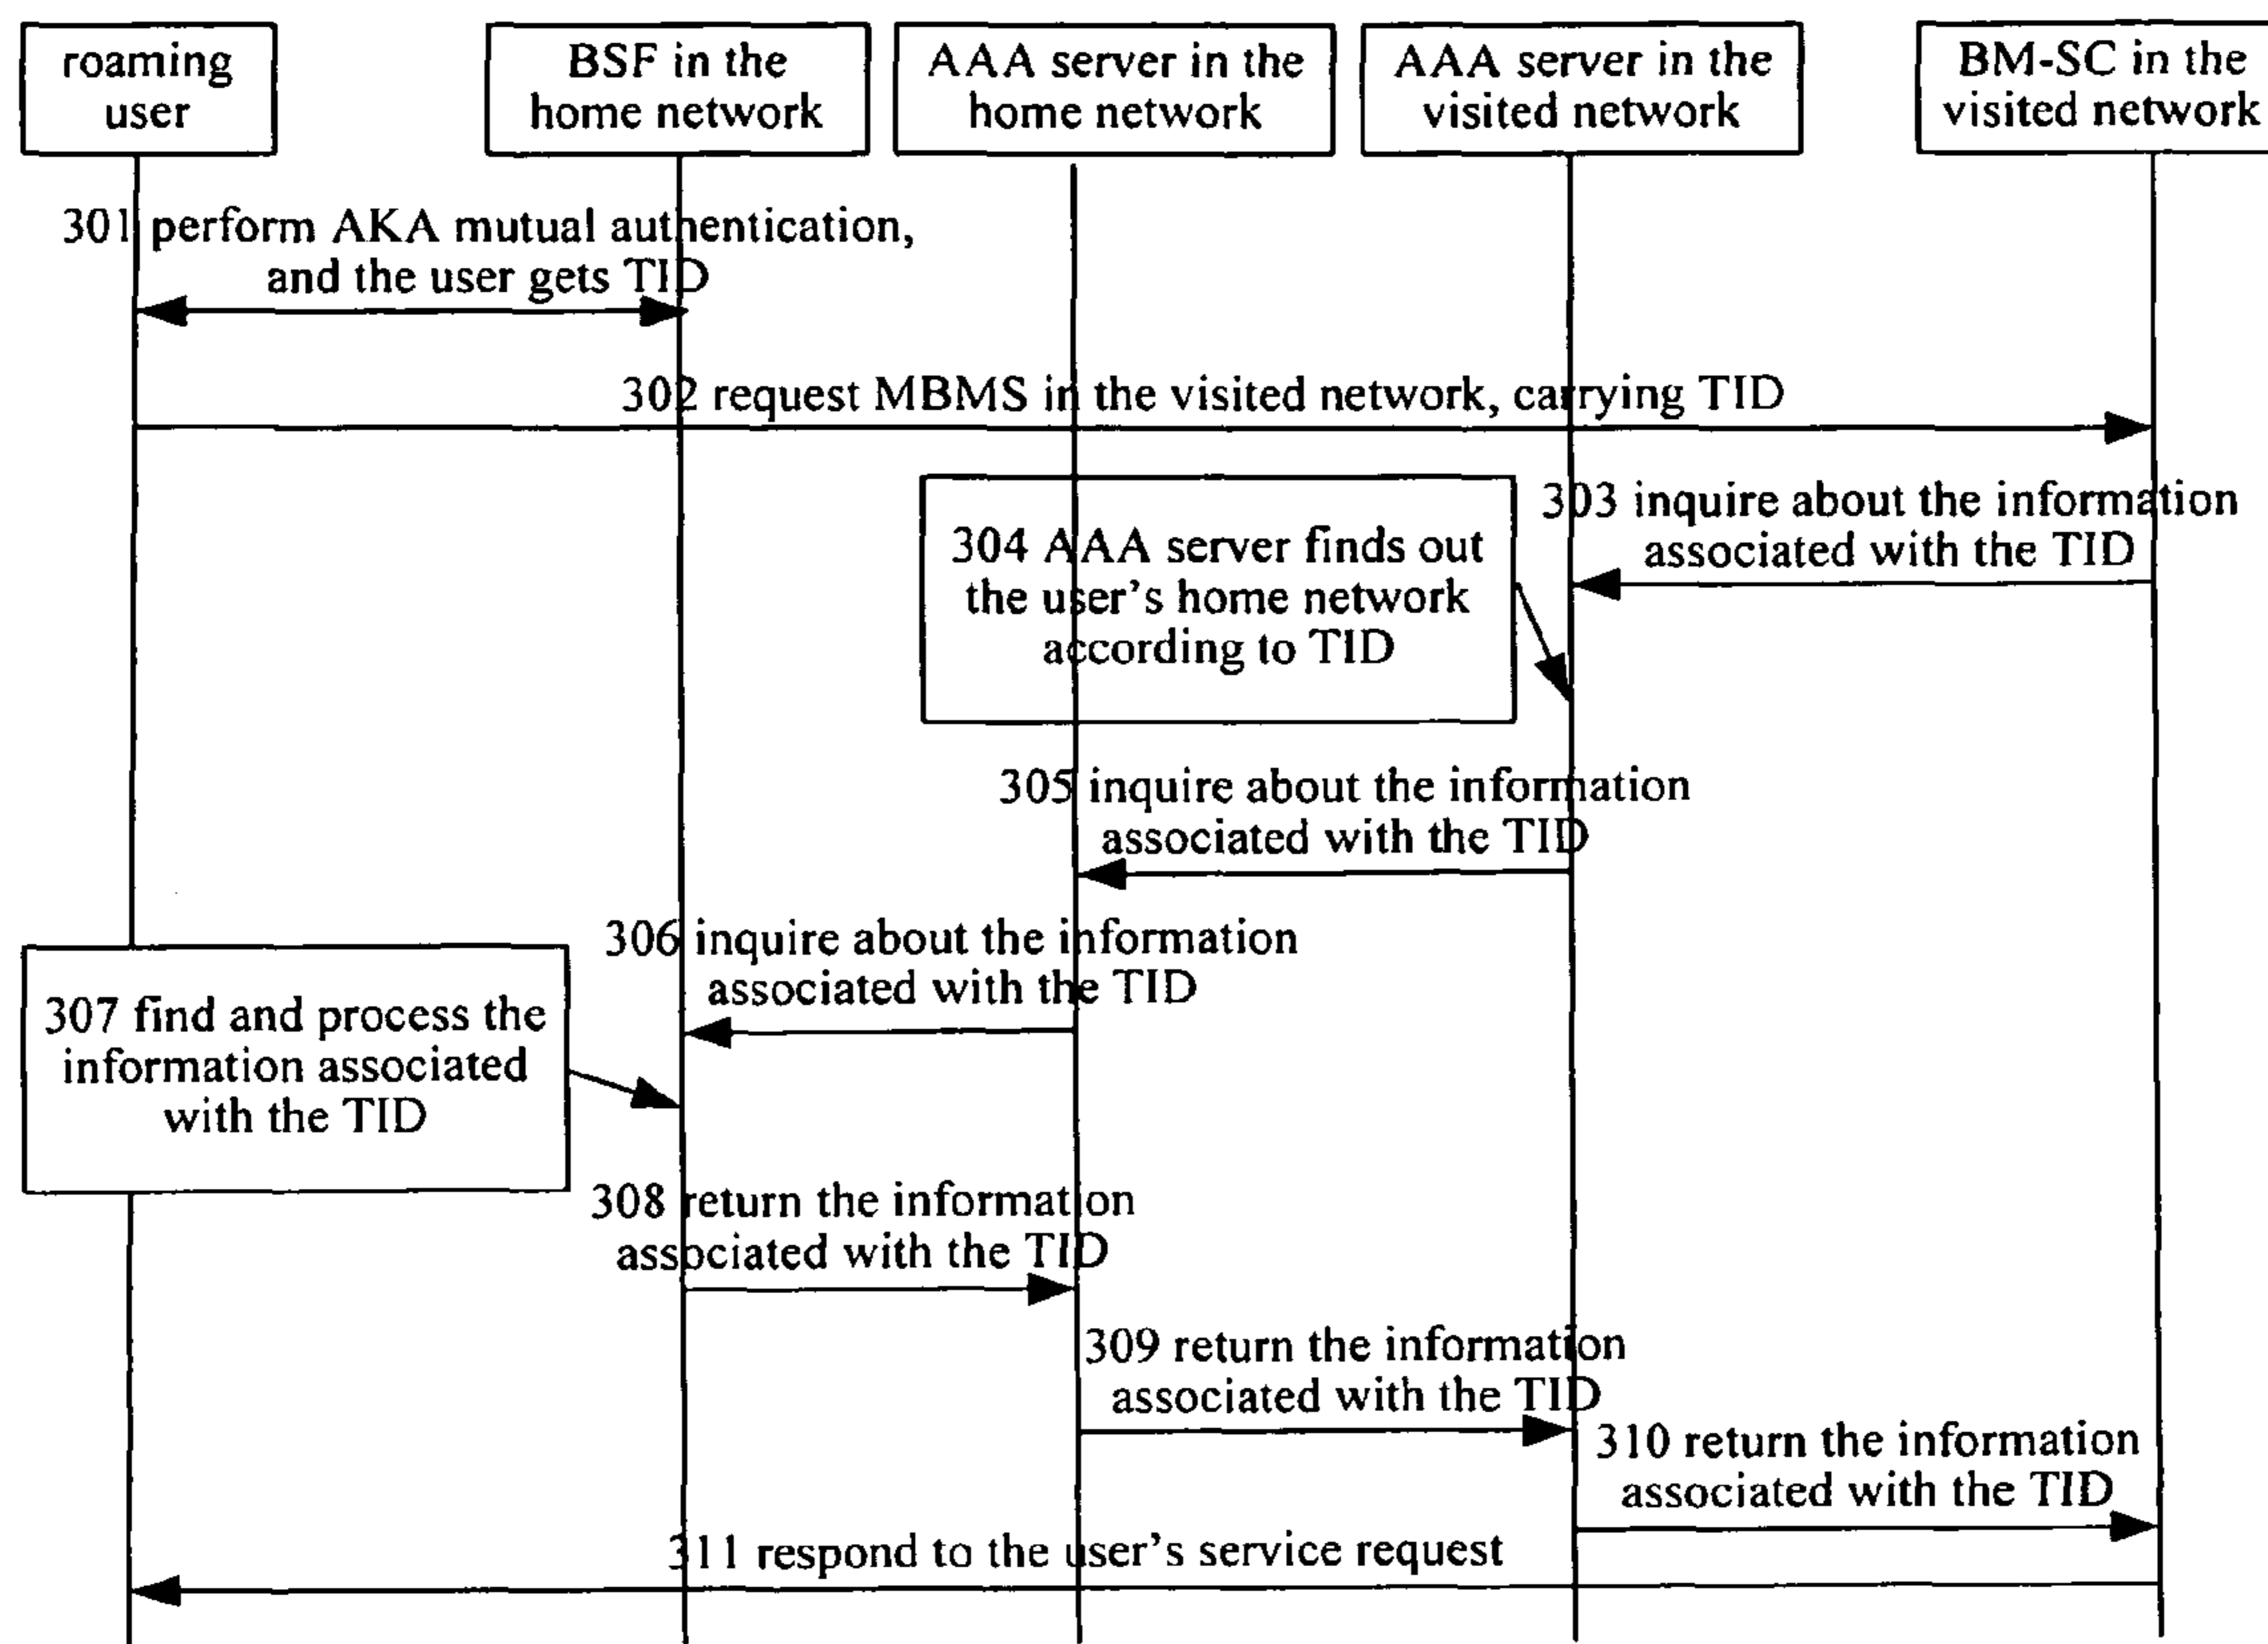 roaming
user
BSF in the
home network
AAA server in the
home network
AAA server in the
visited network
BM-SC in the
visited network
301 perform AKA mutual authentication,
and the user gets TID
302 request MBMS in the visited network, carrying TID
303 inquire about the information
associated with the TID
304 AAA server finds out
the user's home network
according to TID
305 inquire about the information
associated with the TID
306 inquire about the information
associated with the TID
307 find and process the
information associated
with the TID
308 return the information
associated with the TID
309 return the information
associated with the TID
310 return the information
associated with the TID
311 respond to the user's service request